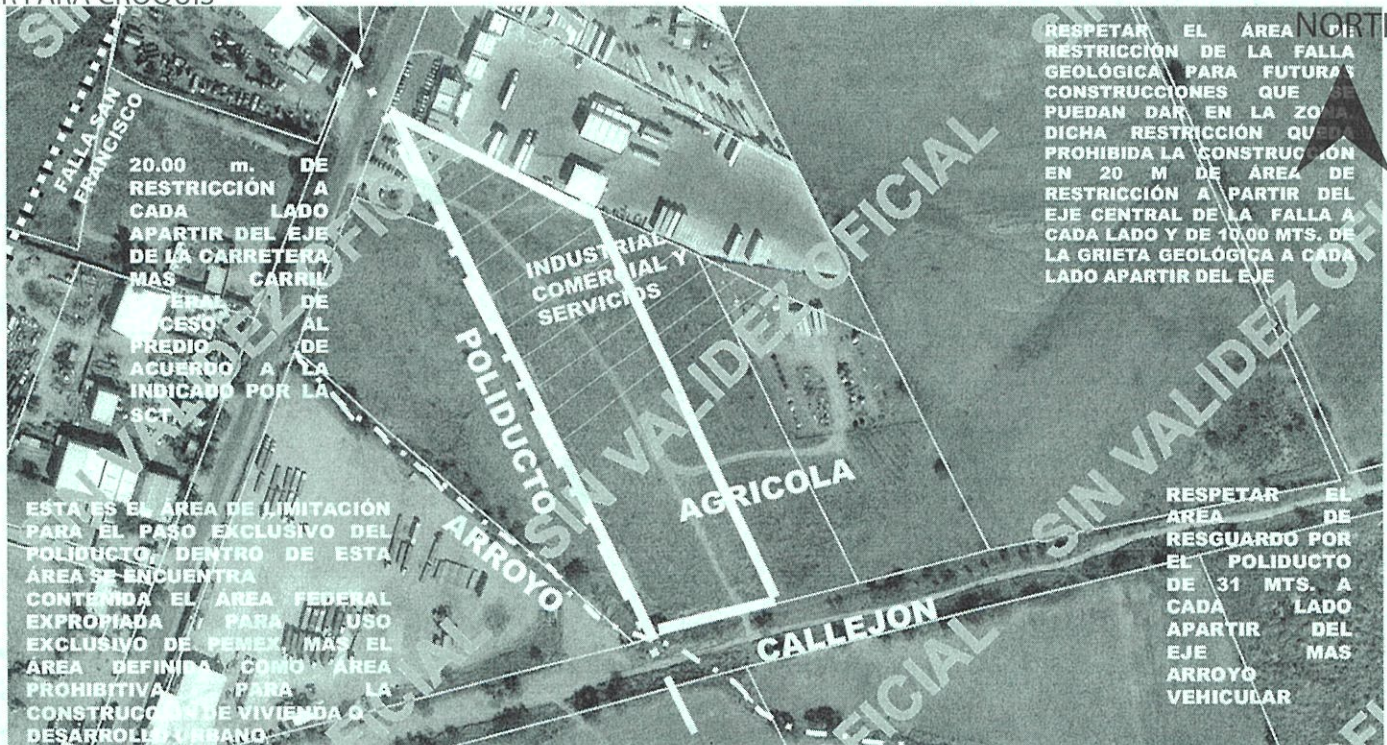 PARA CROQUIS
NORTE
FALLA SAN
FRANCISCO
20.00 m. DE
RESTRICCIÓN A
CADA LADO
APARTIR DEL EJE
DE LA CARRETERA
MAS CARRIL
LATERAL DE
ACCESO AL
PREDIO DE
ACUERDO A LA
INDICADO POR LA
SCT
RESPETAR EL ÁREA DE
RESTRICCIÓN DE LA FALLA
GEOLÓGICA PARA FUTURAS
CONSTRUCCIONES QUE SE
PUEDAN DAR EN LA ZONA,
DICHA RESTRICCIÓN QUEDA
PROHIBIDA LA CONSTRUCCIÓN
EN 20 M DE ÁREA DE
RESTRICCIÓN A PARTIR DEL
EJE CENTRAL DE LA FALLA A
CADA LADO Y DE 10.00 MTS. DE
LA GRIETA GEOLÓGICA A CADA
LADO APARTIR DEL EJE
INDUSTRIAL
COMERCIAL Y
SERVICIOS
POLIDUCTO
AGRICOLA
ARROYO
CALLEJON
ESTA ES EL ÁREA DE LIMITACIÓN
PARA EL PASO EXCLUSIVO DEL
POLIDUCTO, DENTRO DE ESTA
ÁREA SE ENCUENTRA
CONTENIDA EL ÁREA FEDERAL
EXPROPIADA PARA USO
EXCLUSIVO DE PEMEX, MÁS EL
ÁREA DEFINIDA COMO ÁREA
PROHIBITIVA PARA LA
CONSTRUCCIÓN DE VIVIENDA O
DESARROLLO URBANO
RESPETAR EL
AREA DE
RESGUARDO POR
EL POLIDUCTO
DE 31 MTS. A
CADA LADO
APARTIR DEL
EJE MAS
ARROYO
VEHICULAR
SIN VALIDEZ OFICIAL
SIN VALIDEZ OFICIAL
SIN VALIDEZ OFI
SIN
OFICIAL
OFICIAL